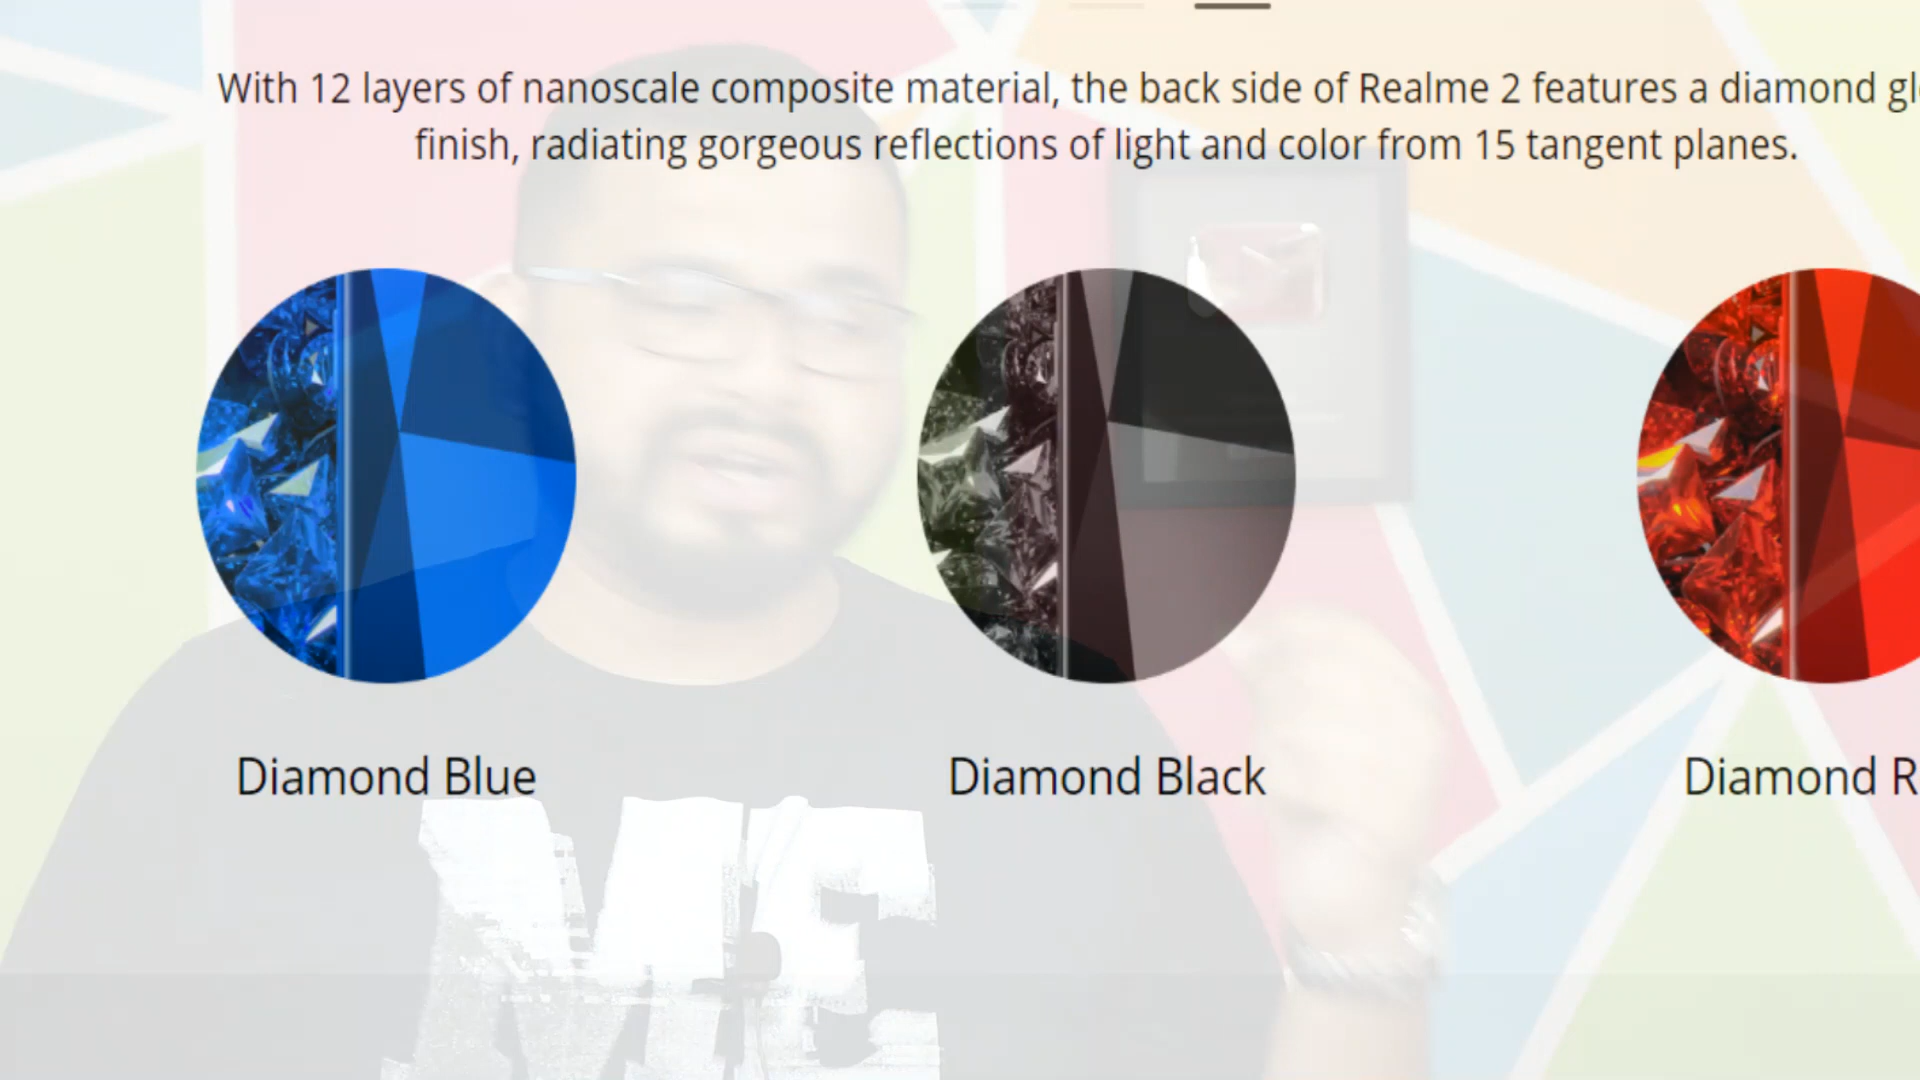 With 12 layers of nanoscale composite material, the back side of Realme 2 features a diamond
finish, radiating gorgeous reflections of light and color from 15 tangent planes.
Diamond Blue
Diamond Black
Diamond